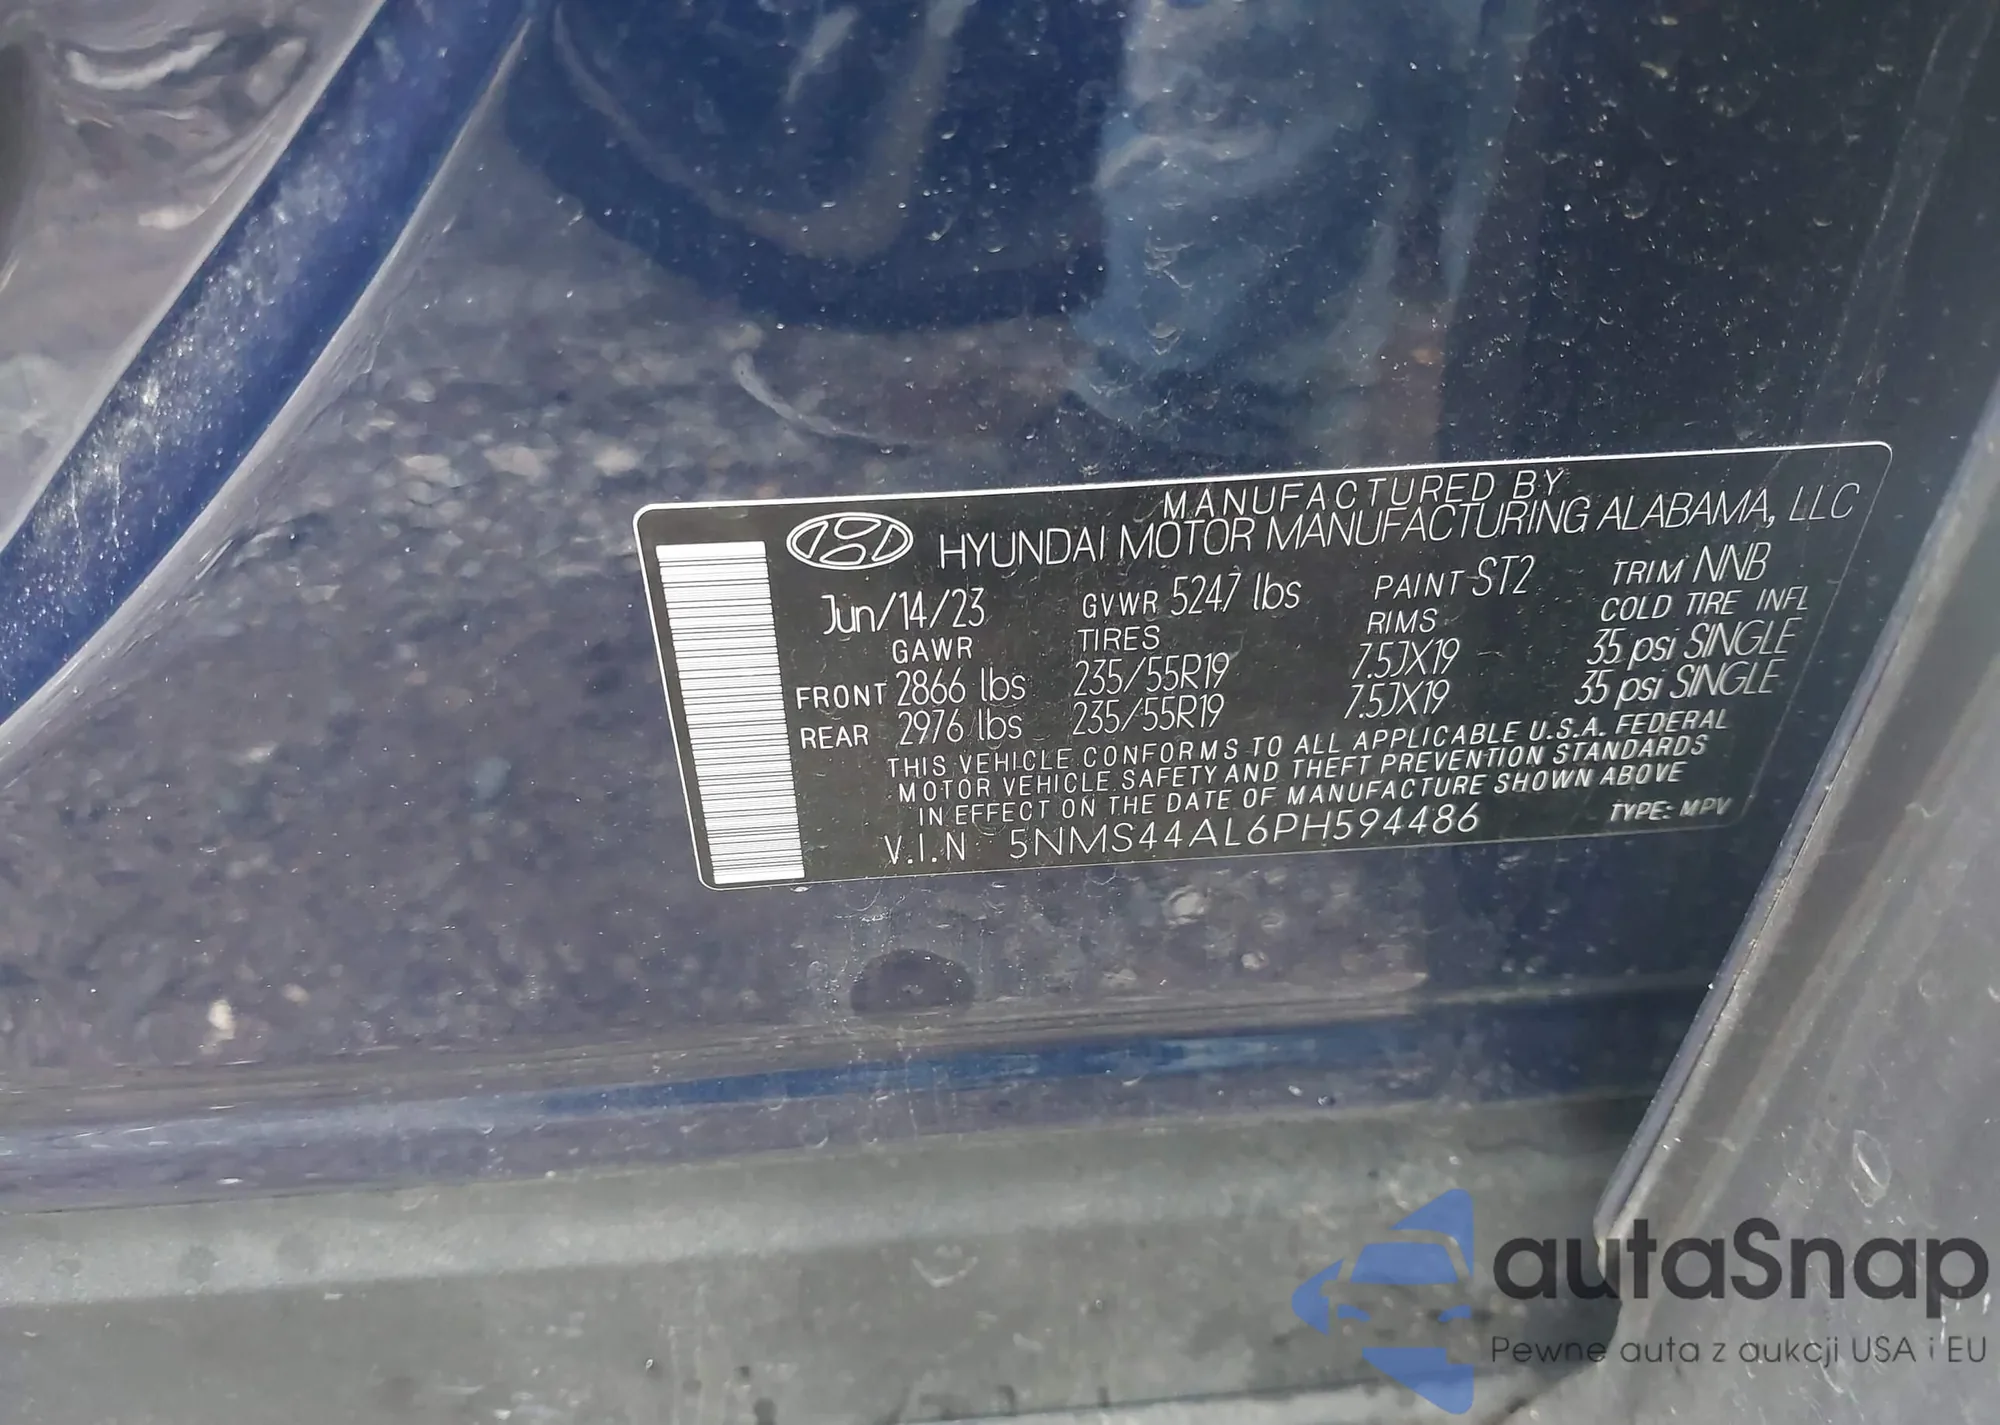 MANUFACTURED BY
HYUNDAI MOTOR MANUFACTURING ALABAMA, LLC
Jun/14/23 GVWR 5247 lbs PAINT ST2 TRIM NNB
GAWR TIRES RIMS COLD TIRE INFL
FRONT 2866 lbs 235/55R19 7.5JX19 35 psi SINGLE
REAR 2976 lbs 235/55R19 7.5JX19 35 psi SINGLE
THIS VEHICLE CONFORMS TO ALL APPLICABLE U.S.A. FEDERAL
MOTOR VEHICLE SAFETY AND THEFT PREVENTION STANDARDS
IN EFFECT ON THE DATE OF MANUFACTURE SHOWN ABOVE
V.I.N 5NMS44AL6PH594486 TYPE: MPV
autaSnap
Pewne auta z aukcji USA i EU